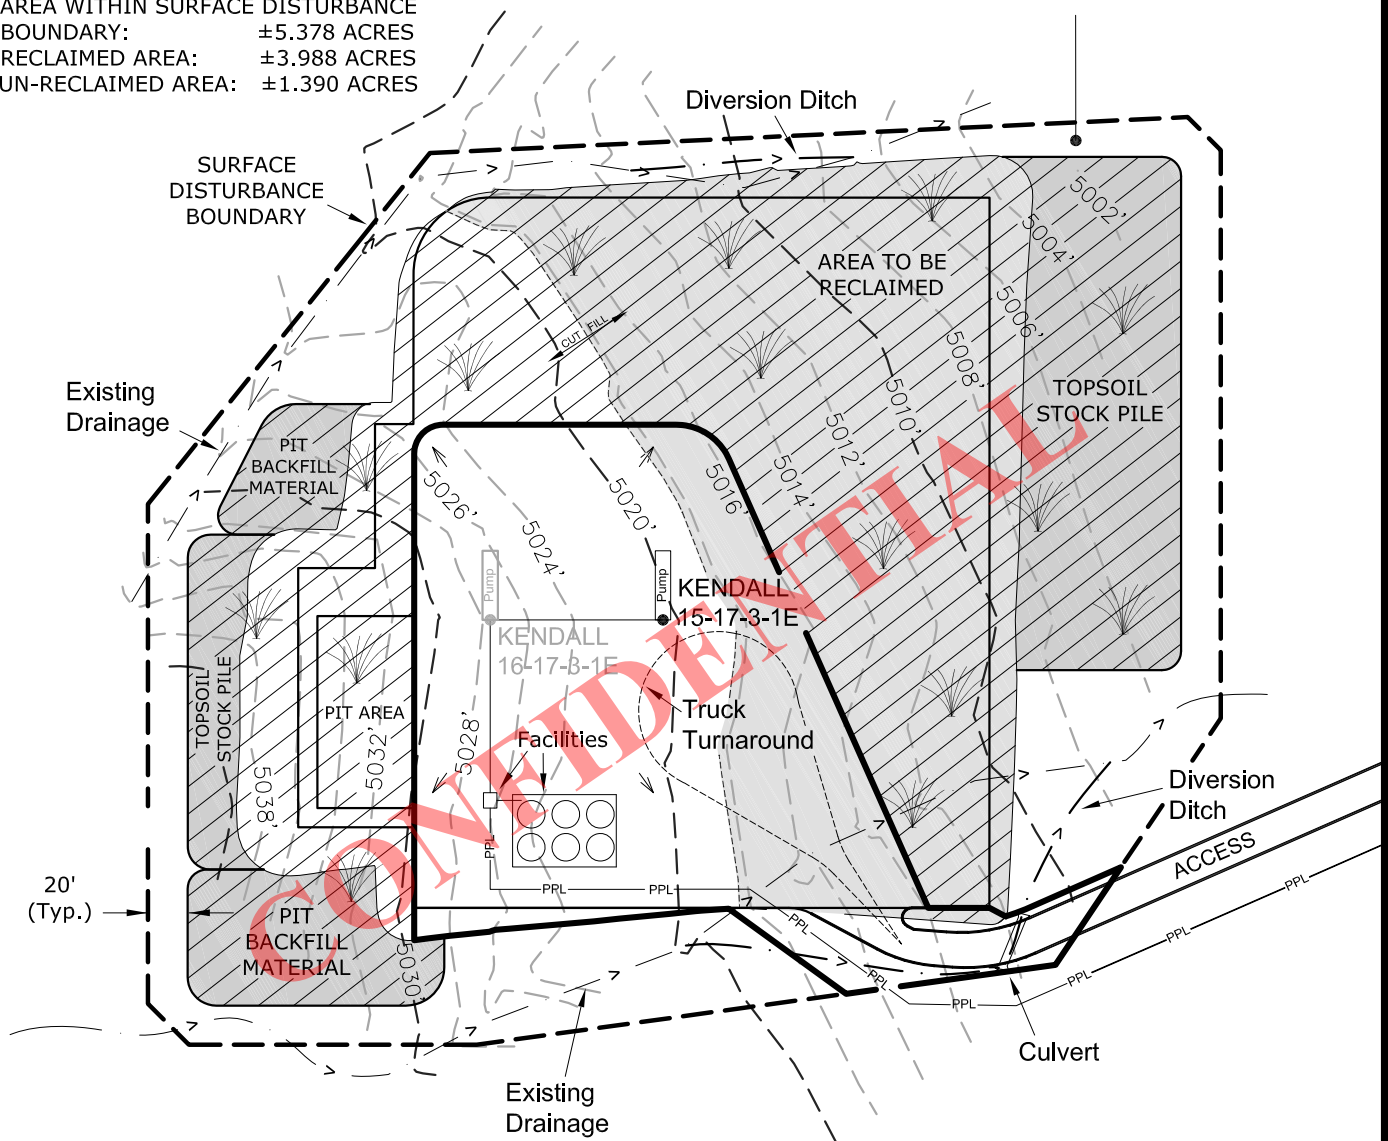 AREA WITHIN SURFACE DISTURBANCE
BOUNDARY: ±5.378 ACRES
RECLAIMED AREA: ±3.988 ACRES
UN-RECLAIMED AREA: ±1.390 ACRES
Diversion Ditch
SURFACE
DISTURBANCE
BOUNDARY
5002'
5004'
AREA TO BE
RECLAIMED
5006'
CUT FILL
5008'
5010'
TOPSOIL
STOCK PILE
Existing
Drainage
PIT
BACKFILL
MATERIAL
5012'
5014'
5016'
5020'
5024'
5026'
Pump
Pump
KENDALL
15-17-3-1E
KENDALL
16-17-3-1E
CONFIDENTIAL
TOPSOIL
STOCK PILE
PIT AREA
5032'
5028'
5038'
Truck
Turnaround
Facilities
Diversion
Ditch
PPL
ACCESS
20'
(Typ.)
PPL
PPL
PPL
PPL
PPL
PPL
PPL
PPL
PIT
BACKFILL
MATERIAL
5030'
Culvert
Existing
Drainage